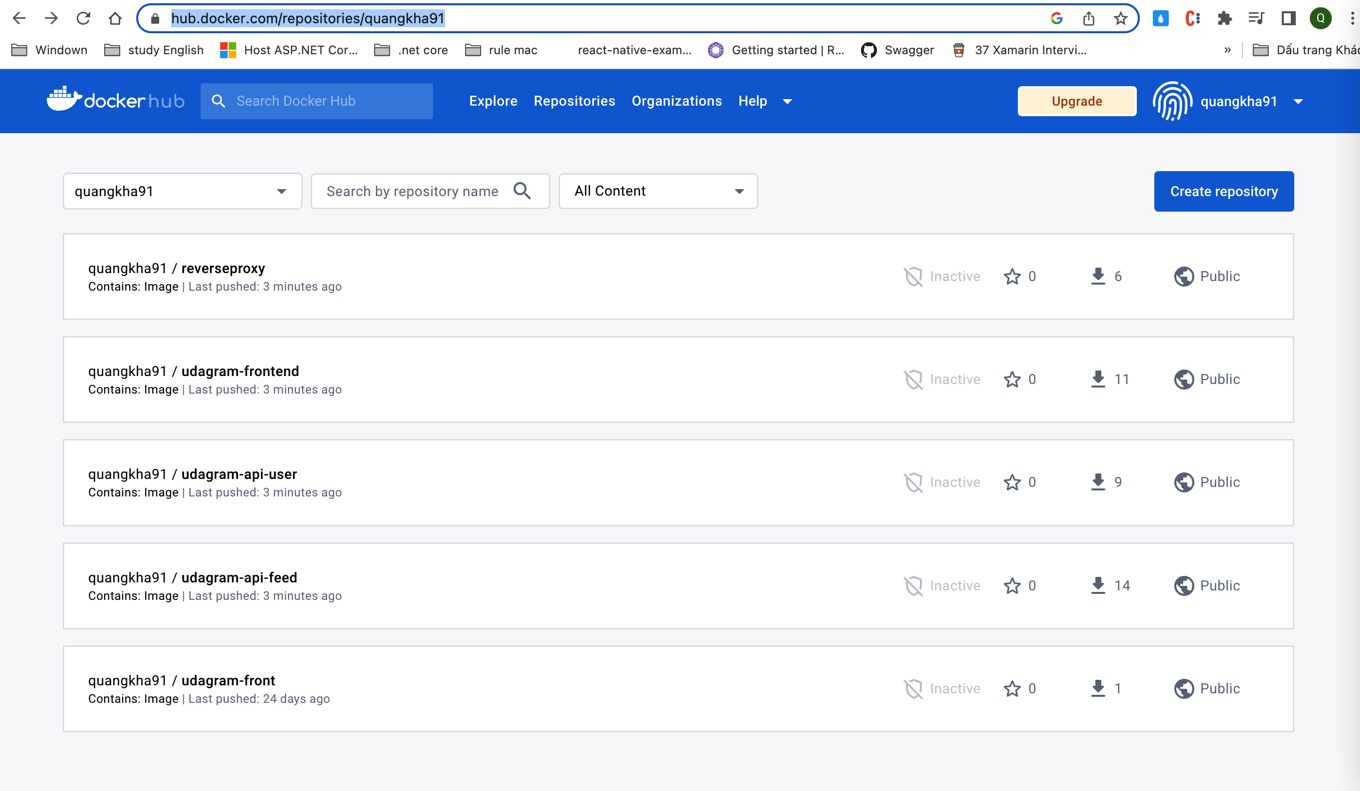 hub.docker.com/repositories/quangkha91
Windown study English Host ASP.NET Cor... .net core rule mac react-native-exam... Getting started | R... Swagger 37 Xamarin Intervi... » Dấu trang Khác
docker hub Search Docker Hub Explore Repositories Organizations Help Upgrade quangkha91
Q
quangkha91 Search by repository name All Content Create repository
quangkha91 / reverseproxy
Contains: Image | Last pushed: 3 minutes ago
Inactive 0 6 Public
quangkha91 / udagram-frontend
Contains: Image | Last pushed: 3 minutes ago
Inactive 0 11 Public
quangkha91 / udagram-api-user
Contains: Image | Last pushed: 3 minutes ago
Inactive 0 9 Public
quangkha91 / udagram-api-feed
Contains: Image | Last pushed: 3 minutes ago
Inactive 0 14 Public
quangkha91 / udagram-front
Contains: Image | Last pushed: 24 days ago
Inactive 0 1 Public